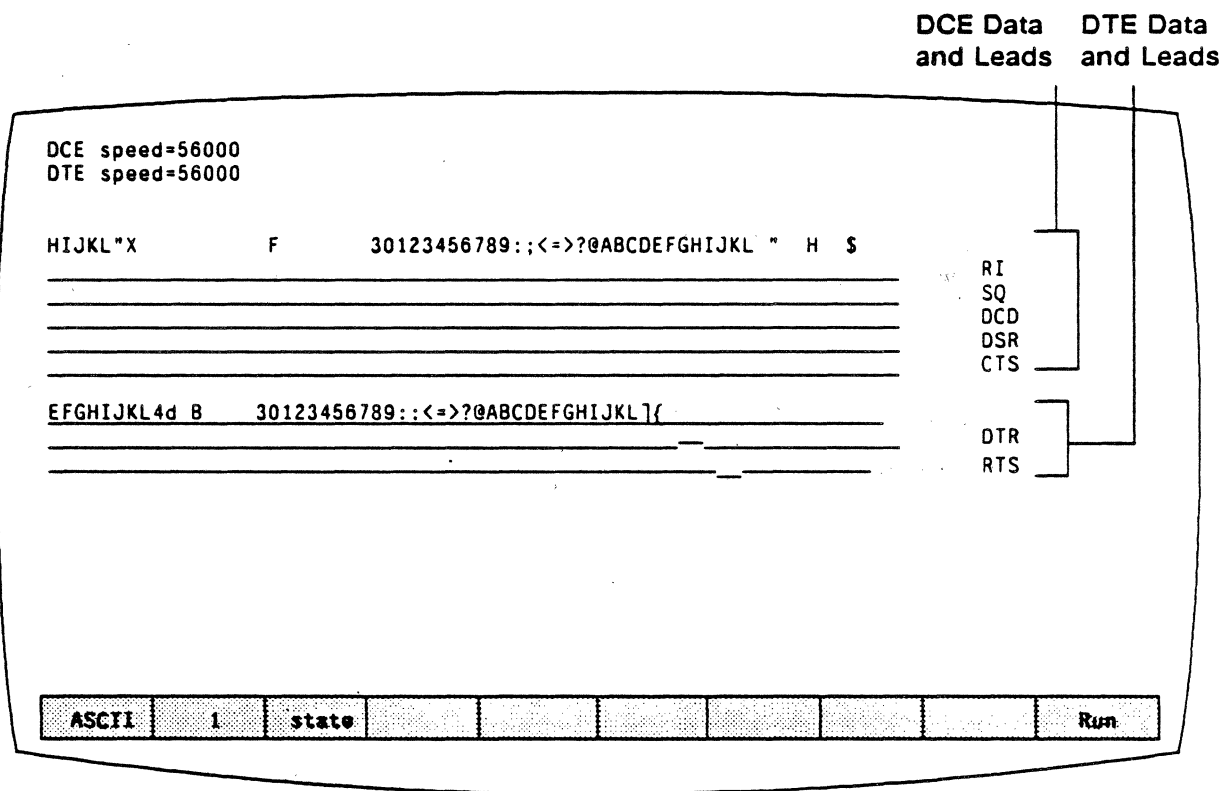 DCE Data and Leads
DTE Data and Leads
DCE speed=56000
DTE speed=56000
HIJKL"X F 30123456789:;<=>?@ABCDEFGHIJKL " H $
RI
SQ
DCD
DSR
CTS
EFGHIJKL4d B 30123456789::<=>?@ABCDEFGHIJKL]{
DTR
RTS
ASCII 1 state Run